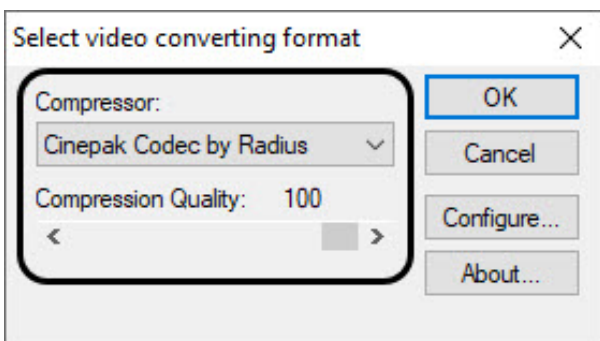 Select video converting format
Compressor:
Cinepak Codec by Radius
Compression Quality: 100
OK
Cancel
Configure...
About...